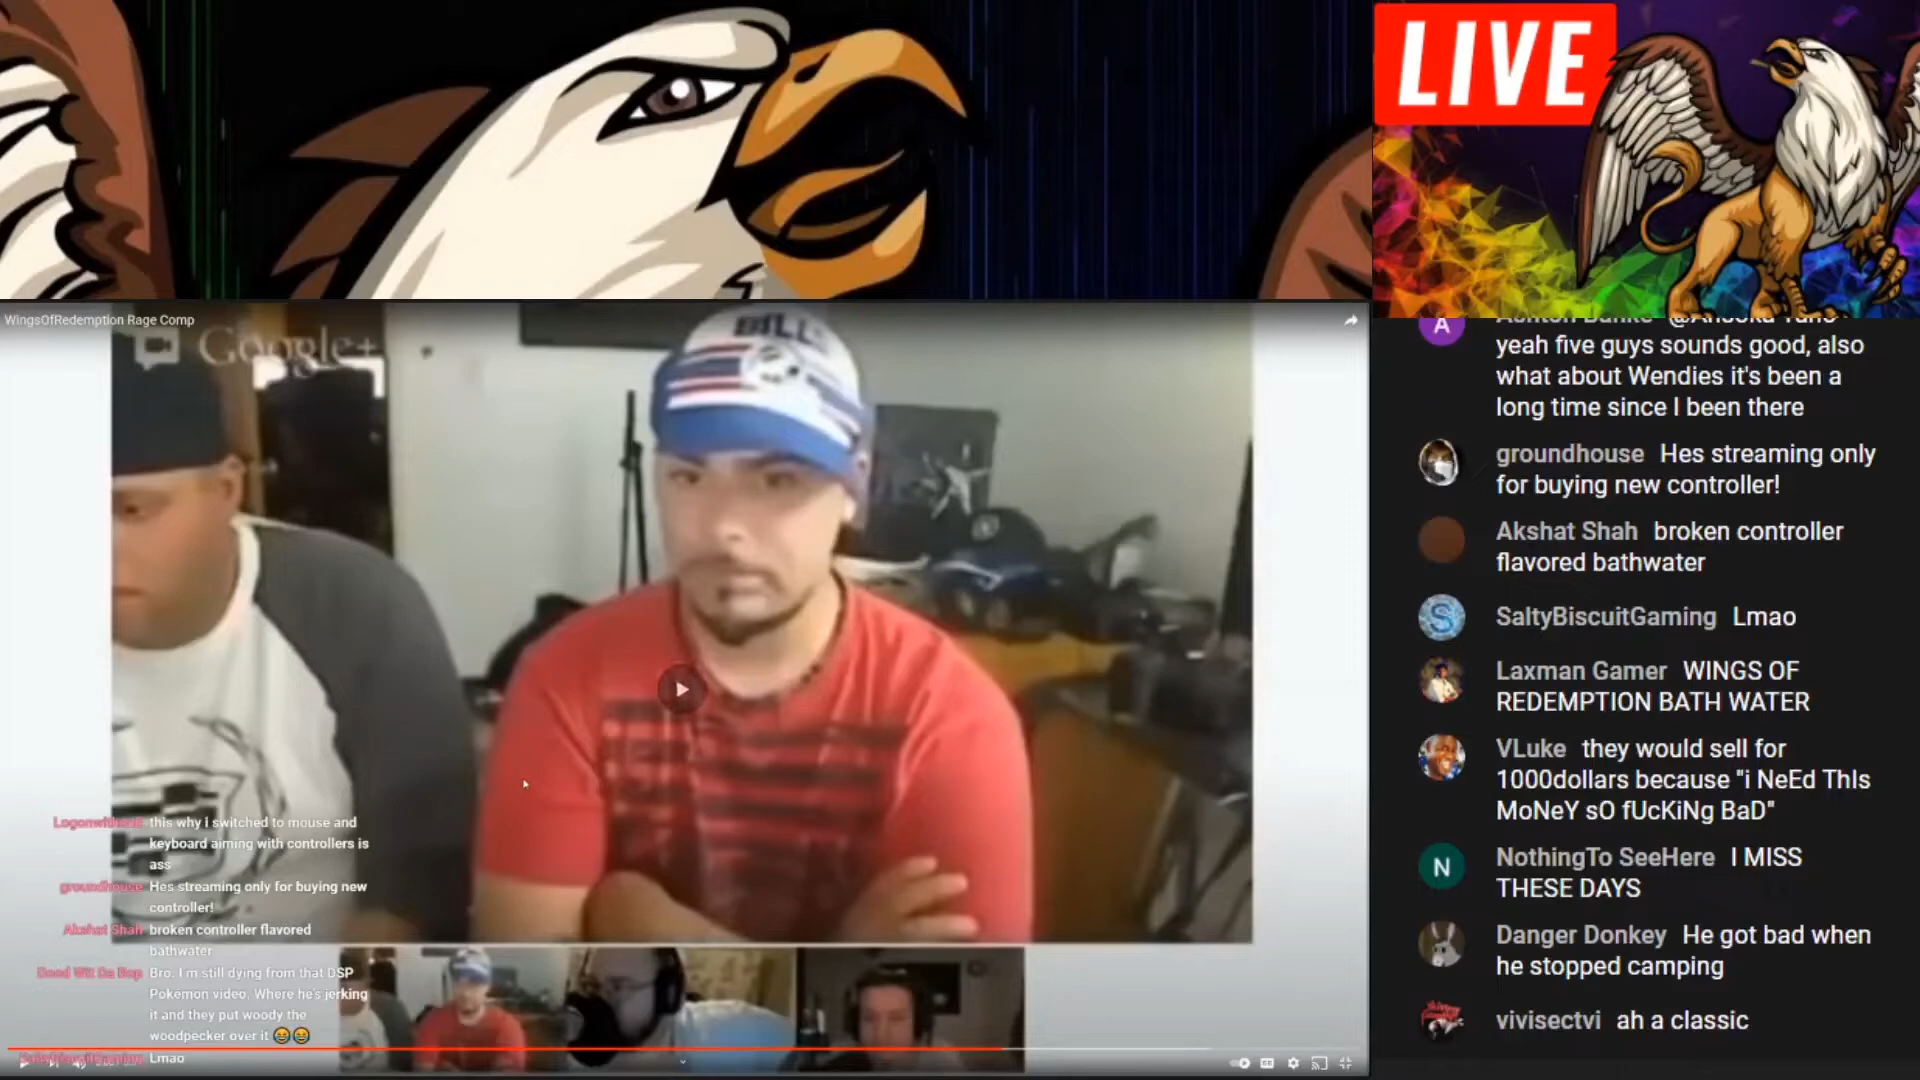 LIVE
WingsOfRedemption Rage Comp
Google+
BILLS
this why i switched to mouse and
keyboard aiming with controllers is
ass
groundhouse Hes streaming only for buying new
controller!
Akshat Shah broken controller flavored
bathwater
Good Wit Da Bop Bro. I'm still dying from that DSP
Pokemon video. Where he's jerking
it and they put woody the
woodpecker over it 😂😂
SaltyBiscuitGaming Lmao
A
yeah five guys sounds good, also
what about Wendies it's been a
long time since I been there
groundhouse Hes streaming only
for buying new controller!
Akshat Shah broken controller
flavored bathwater
S
SaltyBiscuitGaming Lmao
Laxman Gamer WINGS OF
REDEMPTION BATH WATER
VLuke they would sell for
1000dollars because "i NeEd ThIs
MoNeY sO fUcKiNg BaD"
N
NothingTo SeeHere I MISS
THESE DAYS
Danger Donkey He got bad when
he stopped camping
vivisectvi ah a classic